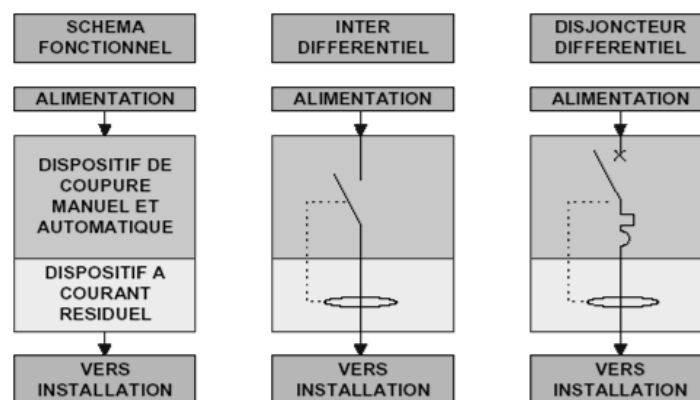 SCHEMA
FONCTIONNEL
ALIMENTATION
DISPOSITIF DE
COUPURE
MANUEL ET
AUTOMATIQUE
DISPOSITIF A
COURANT
RESIDUEL
VERS
INSTALLATION
INTER
DIFFERENTIEL
ALIMENTATION
VERS
INSTALLATION
DISJONCTEUR
DIFFERENTIEL
ALIMENTATION
VERS
INSTALLATION